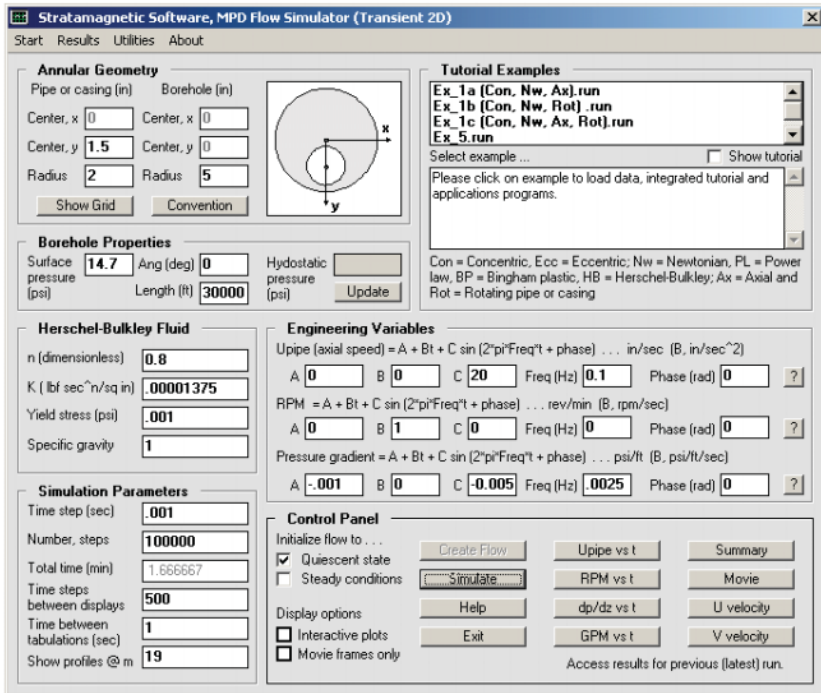 Stratamagnetic Software, MPD Flow Simulator (Transient 2D)
Start Results Utilities About
Annular Geometry
Pipe or casing (in) Borehole (in)
Center, x 0 Center, x 0
Center, y 1.5 Center, y 0
Radius 2 Radius 5
Show Grid Convention
x
y
Borehole Properties
Surface pressure (psi) 14.7 Ang (deg) 0
Length (ft) 30000
Hydostatic pressure (psi) Update
Herschel-Bulkley Fluid
n (dimensionless) 0.8
K ( lbf sec^n/sq in) .00001375
Yield stress (psi) .001
Specific gravity 1
Simulation Parameters
Time step (sec) .001
Number, steps 100000
Total time (min) 1.666667
Time steps between displays 500
Time between tabulations (sec) 1
Show profiles @ m 19
Tutorial Examples
Ex_1a (Con, Nw, Ax).run
Ex_1b (Con, Nw, Rot) .run
Ex_1c (Con, Nw, Ax, Rot).run
Ex_5.run
Select example ... Show tutorial
Please click on example to load data, integrated tutorial and
applications programs.
Con = Concentric, Ecc = Eccentric; Nw = Newtonian, PL = Power
law, BP = Bingham plastic, HB = Herschel-Bulkley; Ax = Axial and
Rot = Rotating pipe or casing
Engineering Variables
Upipe (axial speed) = A + Bt + C sin (2*pi*Freq*t + phase) . . . in/sec (B, in/sec^2)
A 0 B 0 C 20 Freq (Hz) 0.1 Phase (rad) 0 ?
RPM = A + Bt + C sin (2*pi*Freq*t + phase) . . . rev/min (B, rpm/sec)
A 0 B 1 C 0 Freq (Hz) 0 Phase (rad) 0 ?
Pressure gradient = A + Bt + C sin (2*pi*Freq*t + phase) . . . psi/ft (B, psi/ft/sec)
A -.001 B 0 C -0.005 Freq (Hz) .0025 Phase (rad) 0 ?
Control Panel
Initialize flow to . . .
Quiescent state
Steady conditions
Display options
Interactive plots
Movie frames only
Create Flow Upipe vs t Summary
Simulate RPM vs t Movie
Help dp/dz vs t U velocity
Exit GPM vs t V velocity
Access results for previous (latest) run.